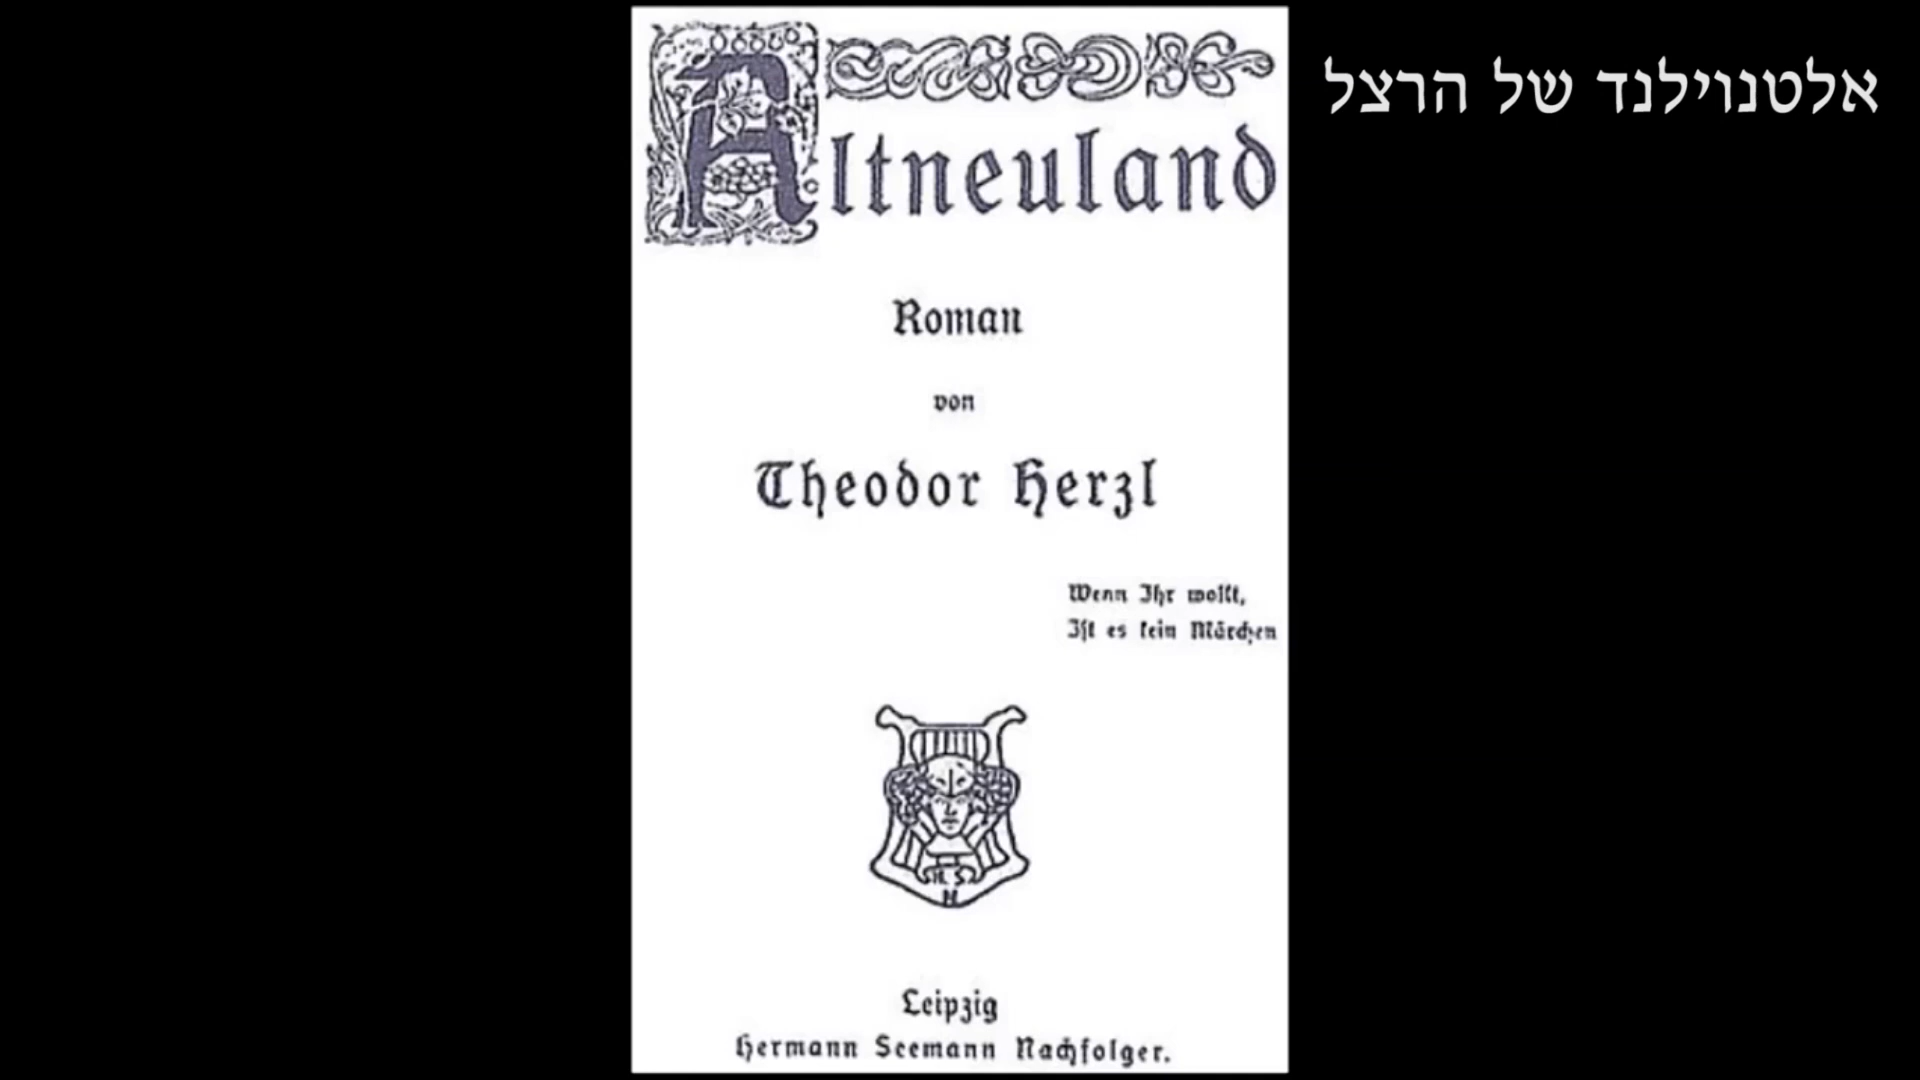 אלטנוילנד של הרצל
Altneuland
Roman
von
Theodor Herzl
Wenn Ihr wollt,
Ist es kein Märchen
H. S.
N
Leipzig
Hermann Seemann Nachfolger.